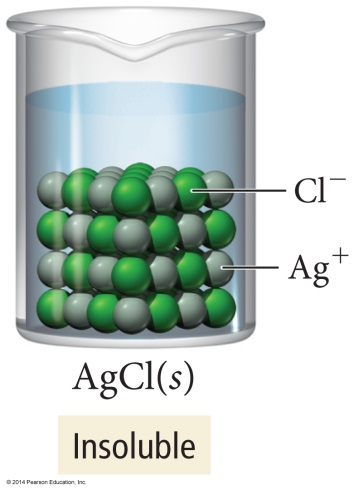 Cl⁻
Ag⁺
AgCl(s)
Insoluble
© 2014 Pearson Education, Inc.